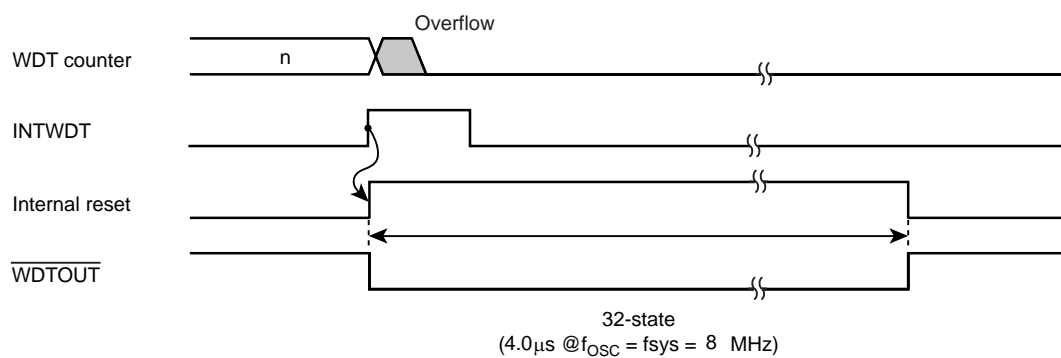 Overflow
WDT counter
n
INTWDT
Internal reset
WDTOUT
32-state
(4.0μs @fOSC = fsys = 8 MHz)